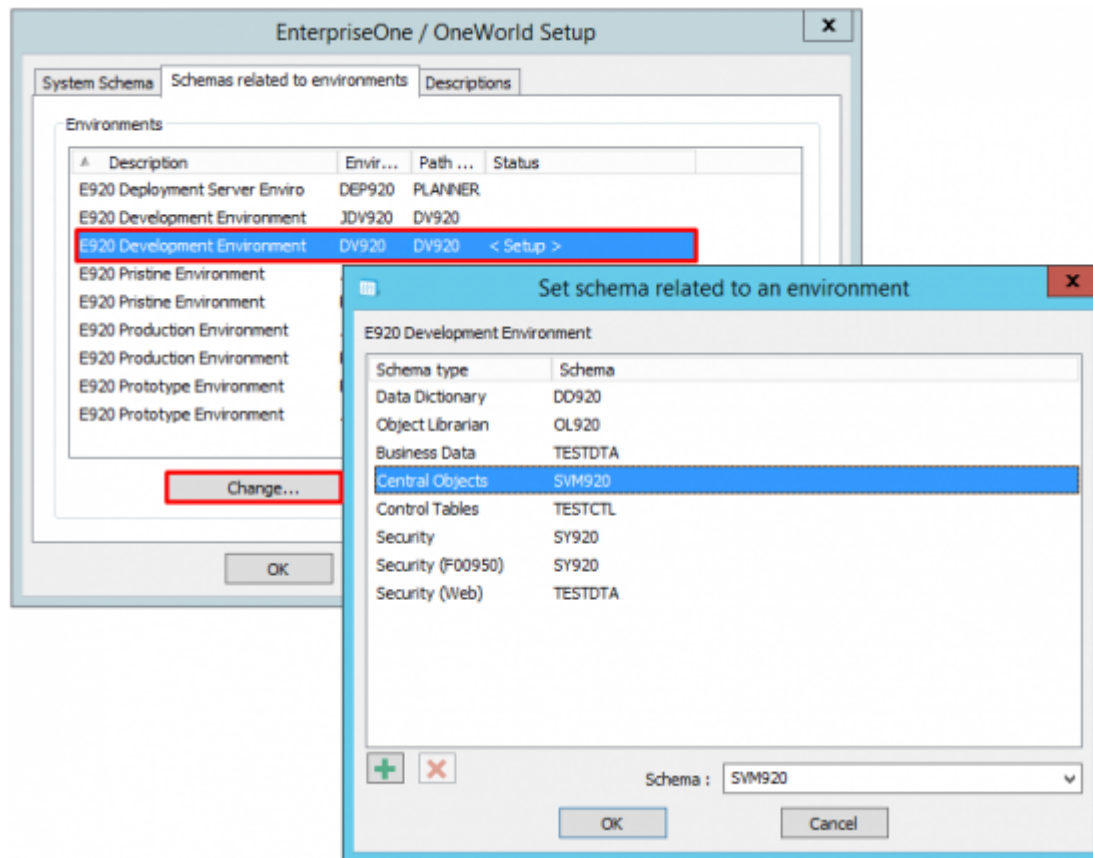 EnterpriseOne / OneWorld Setup
x
System Schema Schemas related to environments Descriptions
Environments
Description Envir... Path ... Status
E920 Deployment Server Enviro DEP920 PLANNER
E920 Development Environment JDV920 DV920
E920 Development Environment DV920 DV920 < Setup >
E920 Pristine Environment
E920 Pristine Environment
E920 Production Environment
E920 Production Environment
E920 Prototype Environment
E920 Prototype Environment
Change...
OK
Set schema related to an environment
x
E920 Development Environment
Schema type Schema
Data Dictionary DD920
Object Librarian OL920
Business Data TESTDTA
Central Objects SVM920
Control Tables TESTCTL
Security SY920
Security (F00950) SY920
Security (Web) TESTDTA
Schema : SVM920
OK Cancel